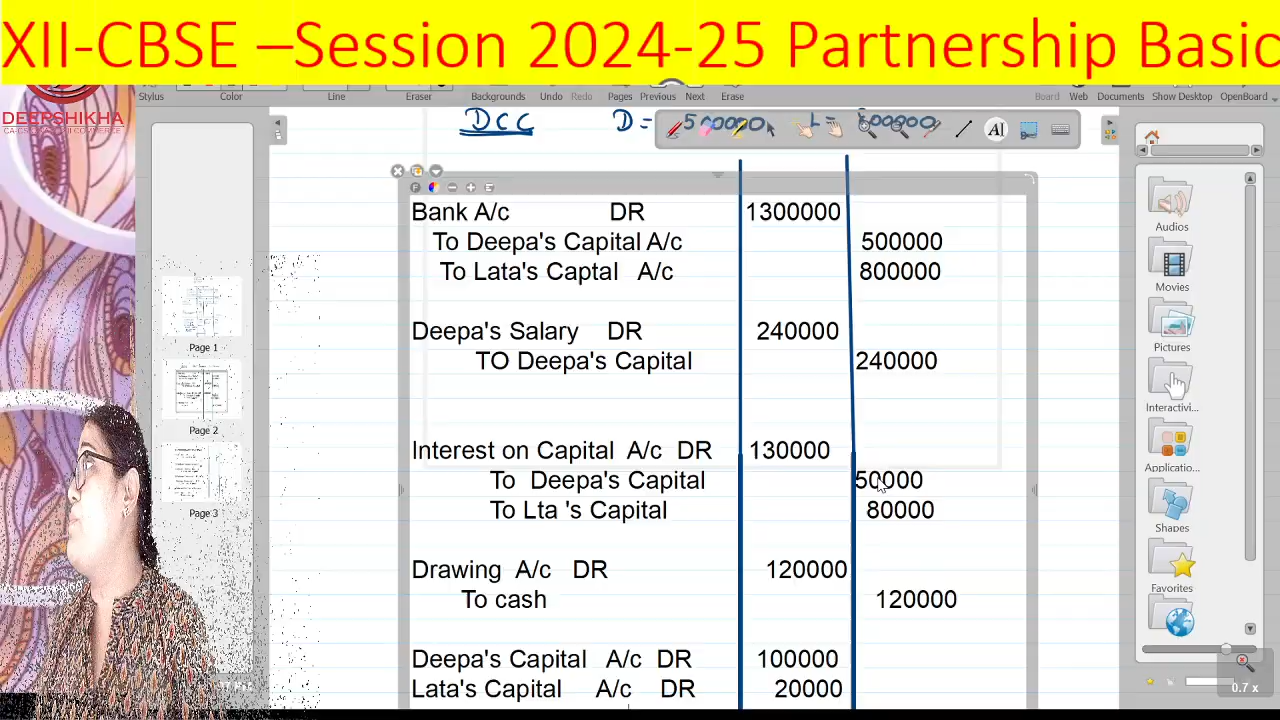 XII-CBSE –Session 2024-25 Partnership Basic
DEEPSHIKHA
Stylus Color Line Eraser Backgrounds Undo Redo Pages Previous Next Erase Board Web Documents Show Desktop OpenBoard
DCC D= 500000 L= 800000
Bank A/c DR 1300000
To Deepa's Capital A/c 500000
To Lata's Captal A/c 800000
Deepa's Salary DR 240000
TO Deepa's Capital 240000
Interest on Capital A/c DR 130000
To Deepa's Capital 50000
To Lta 's Capital 80000
Drawing A/c DR 120000
To cash 120000
Deepa's Capital A/c DR 100000
Lata's Capital A/c DR 20000
Page 1
Page 2
Page 3
Audios
Movies
Pictures
Interactivi...
Applicatio...
Shapes
Favorites
0.7 x